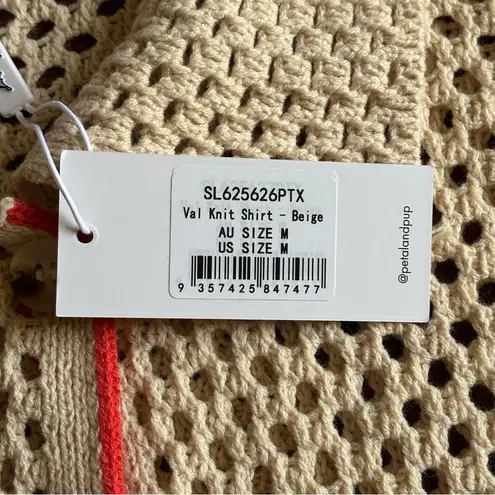 SL625626PTX
Val Knit Shirt - Beige
AU SIZE M
US SIZE M
9 357425 847477
@petalandpup